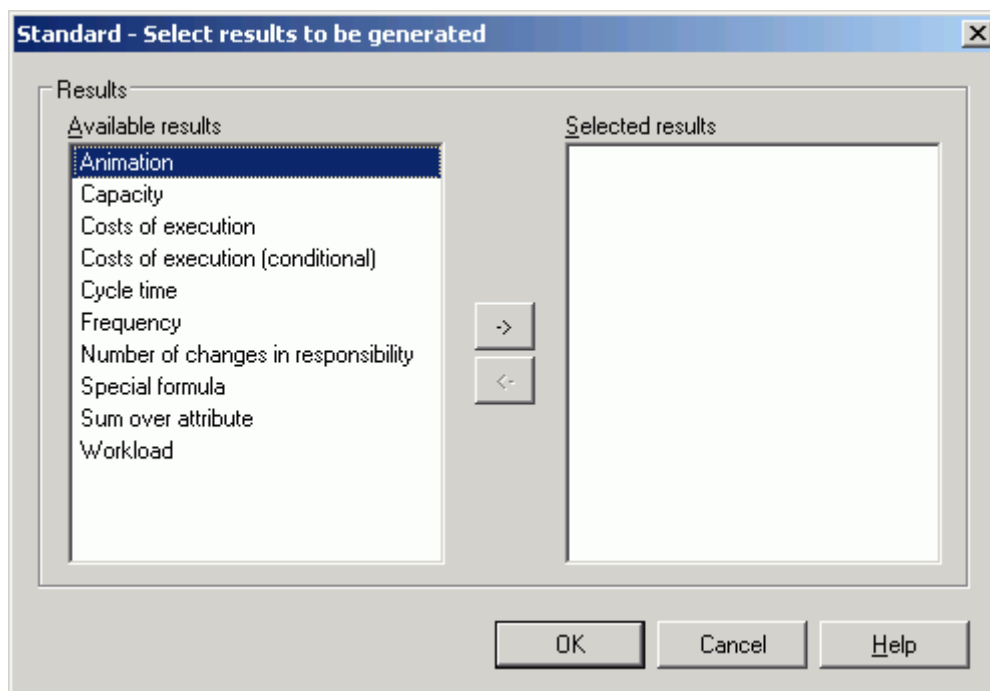 Standard - Select results to be generated
Results
Available results
Selected results
Animation
Capacity
Costs of execution
Costs of execution (conditional)
Cycle time
Frequency
Number of changes in responsibility
Special formula
Sum over attribute
Workload
->
<-
OK
Cancel
Help